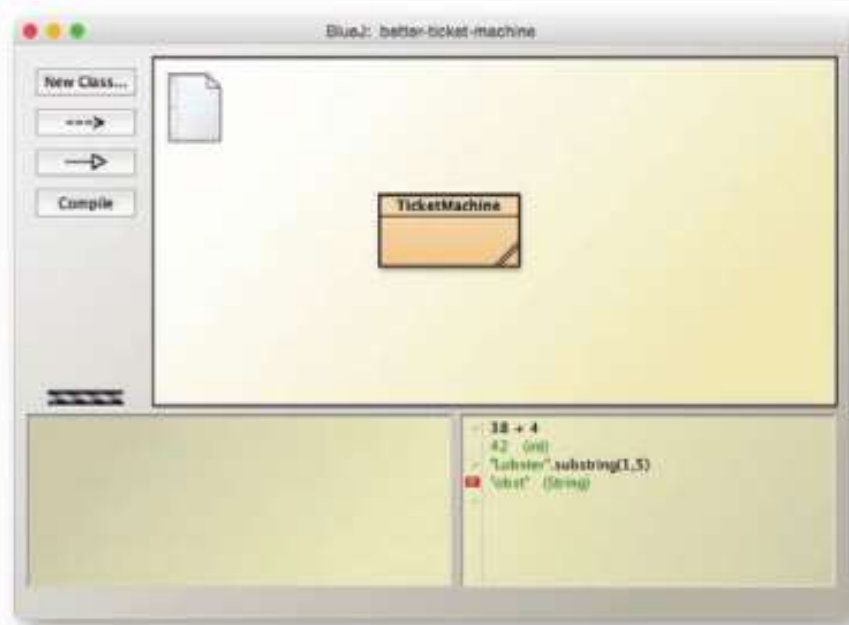 BlueJ: better-ticket-machine
New Class...
Compile
TicketMachine
38 + 4
42 (int)
"Lobster".substring(1,5)
"obst" (String)